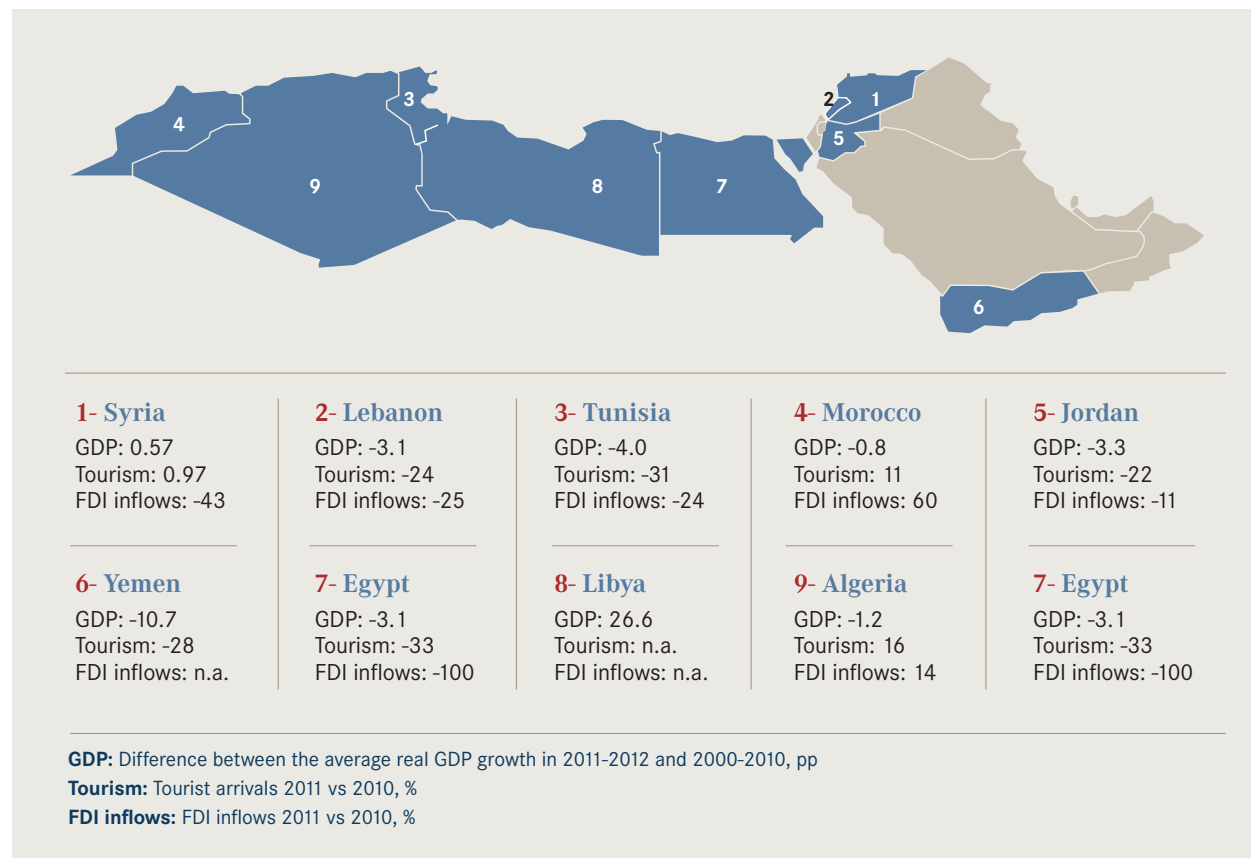 3
2
1
4
5
9
8
7
6
1- Syria
GDP: 0.57
Tourism: 0.97
FDI inflows: -43
2- Lebanon
GDP: -3.1
Tourism: -24
FDI inflows: -25
3- Tunisia
GDP: -4.0
Tourism: -31
FDI inflows: -24
4- Morocco
GDP: -0.8
Tourism: 11
FDI inflows: 60
5- Jordan
GDP: -3.3
Tourism: -22
FDI inflows: -11
6- Yemen
GDP: -10.7
Tourism: -28
FDI inflows: n.a.
7- Egypt
GDP: -3.1
Tourism: -33
FDI inflows: -100
8- Libya
GDP: 26.6
Tourism: n.a.
FDI inflows: n.a.
9- Algeria
GDP: -1.2
Tourism: 16
FDI inflows: 14
7- Egypt
GDP: -3.1
Tourism: -33
FDI inflows: -100
GDP: Difference between the average real GDP growth in 2011-2012 and 2000-2010, pp
Tourism: Tourist arrivals 2011 vs 2010, %
FDI inflows: FDI inflows 2011 vs 2010, %